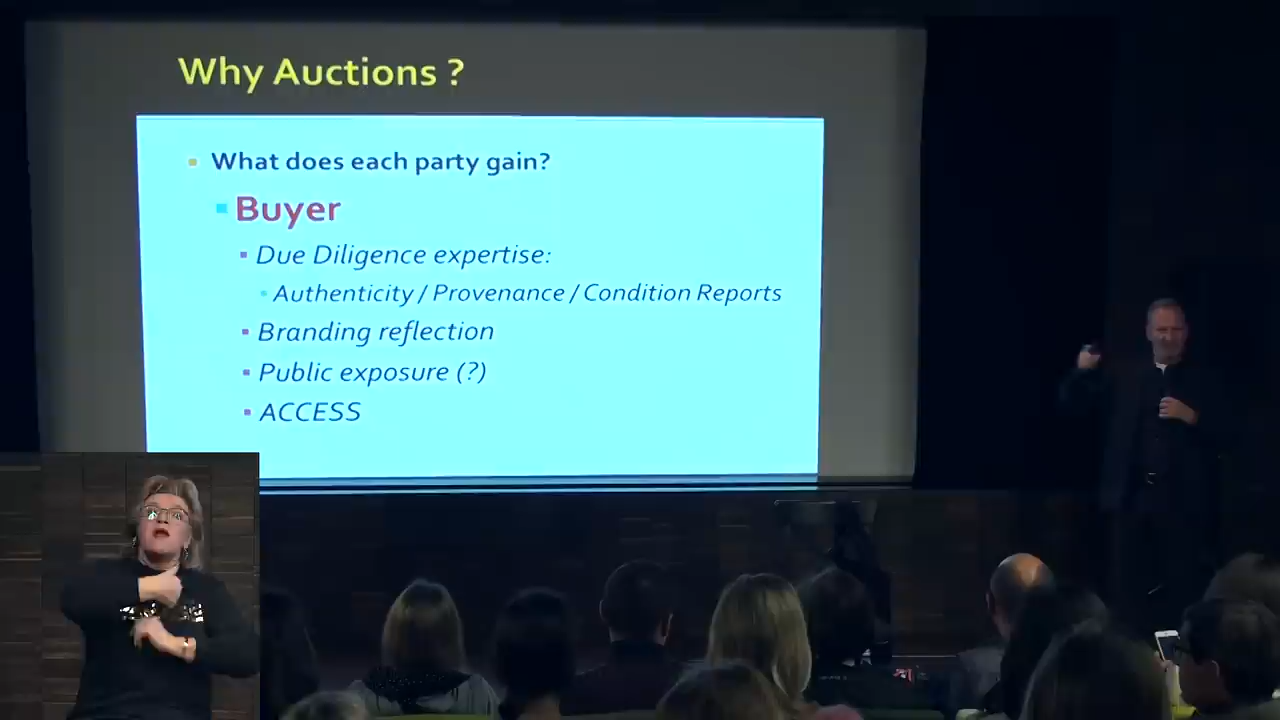 Why Auctions ?
What does each party gain?
Buyer
Due Diligence expertise:
Authenticity / Provenance / Condition Reports
Branding reflection
Public exposure (?)
ACCESS